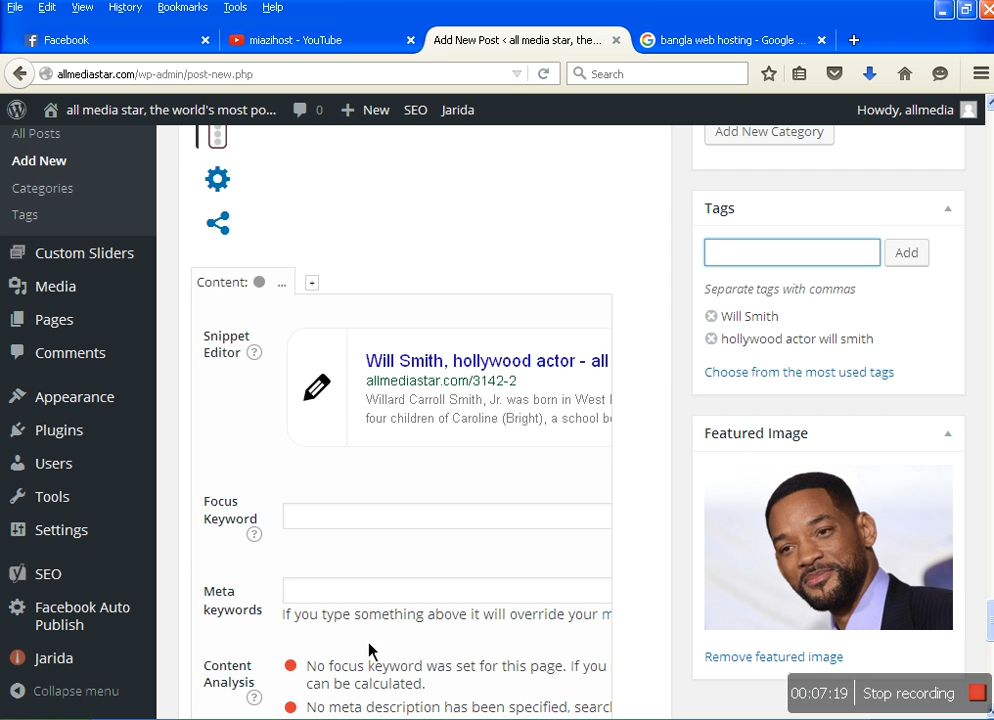 File Edit View History Bookmarks Tools Help
Facebook
miazihost - YouTube
Add New Post ‹ all media star, the...
bangla web hosting - Google ...
allmediastar.com/wp-admin/post-new.php
Search
all media star, the world's most po...
0
New
SEO
Jarida
Howdy, allmedia
All Posts
Add New
Categories
Tags
Custom Sliders
Media
Pages
Comments
Appearance
Plugins
Users
Tools
Settings
SEO
Facebook Auto
Publish
Jarida
Collapse menu
Content: ...
Snippet
Editor
Will Smith, hollywood actor - all
allmediastar.com/3142-2
Willard Carroll Smith, Jr. was born in West
four children of Caroline (Bright), a school
Focus
Keyword
Meta
keywords
If you type something above it will override your
Content
Analysis
No focus keyword was set for this page. If you
can be calculated.
No meta description has been specified,
Add New Category
Tags
Add
Separate tags with commas
Will Smith
hollywood actor will smith
Choose from the most used tags
Featured Image
Remove featured image
00:07:19 Stop recording